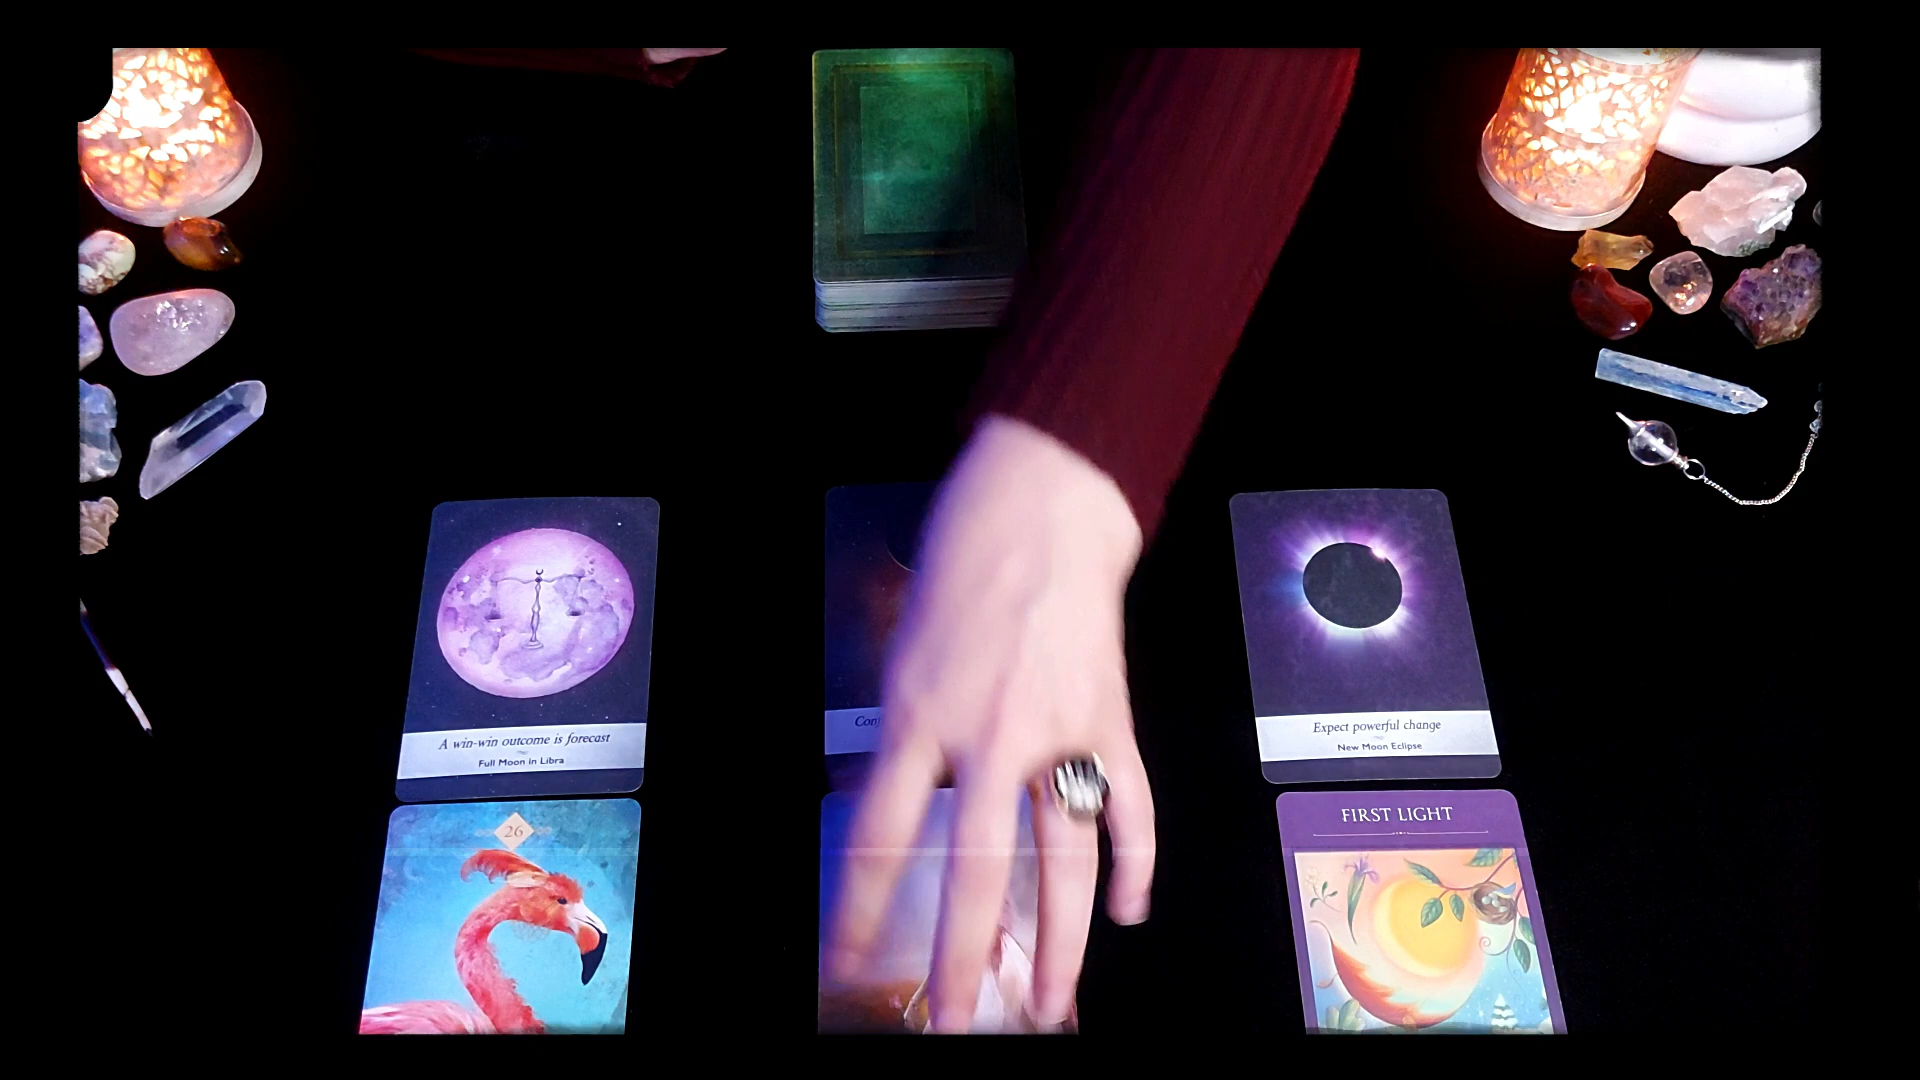 A win-win outcome is forecast
Full Moon in Libra
Expect powerful change
New Moon Eclipse
26
FIRST LIGHT